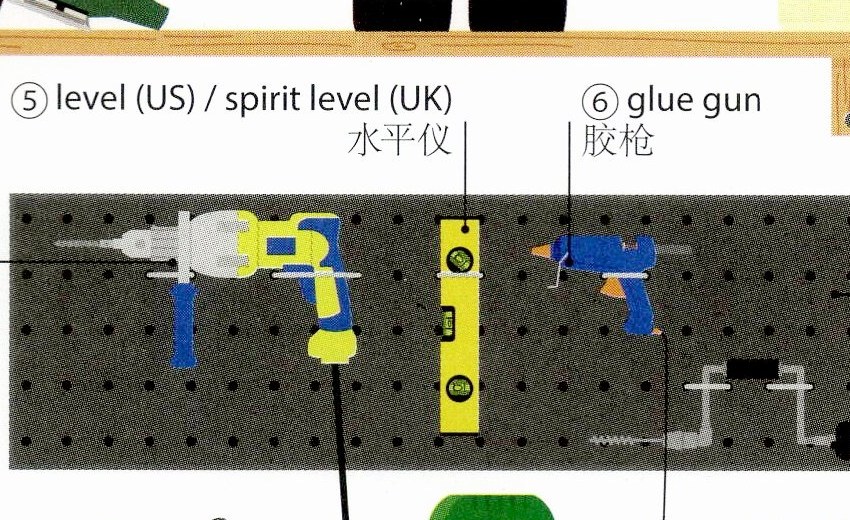 ⑤ level (US) / spirit level (UK)
水平仪
⑥ glue gun
胶枪